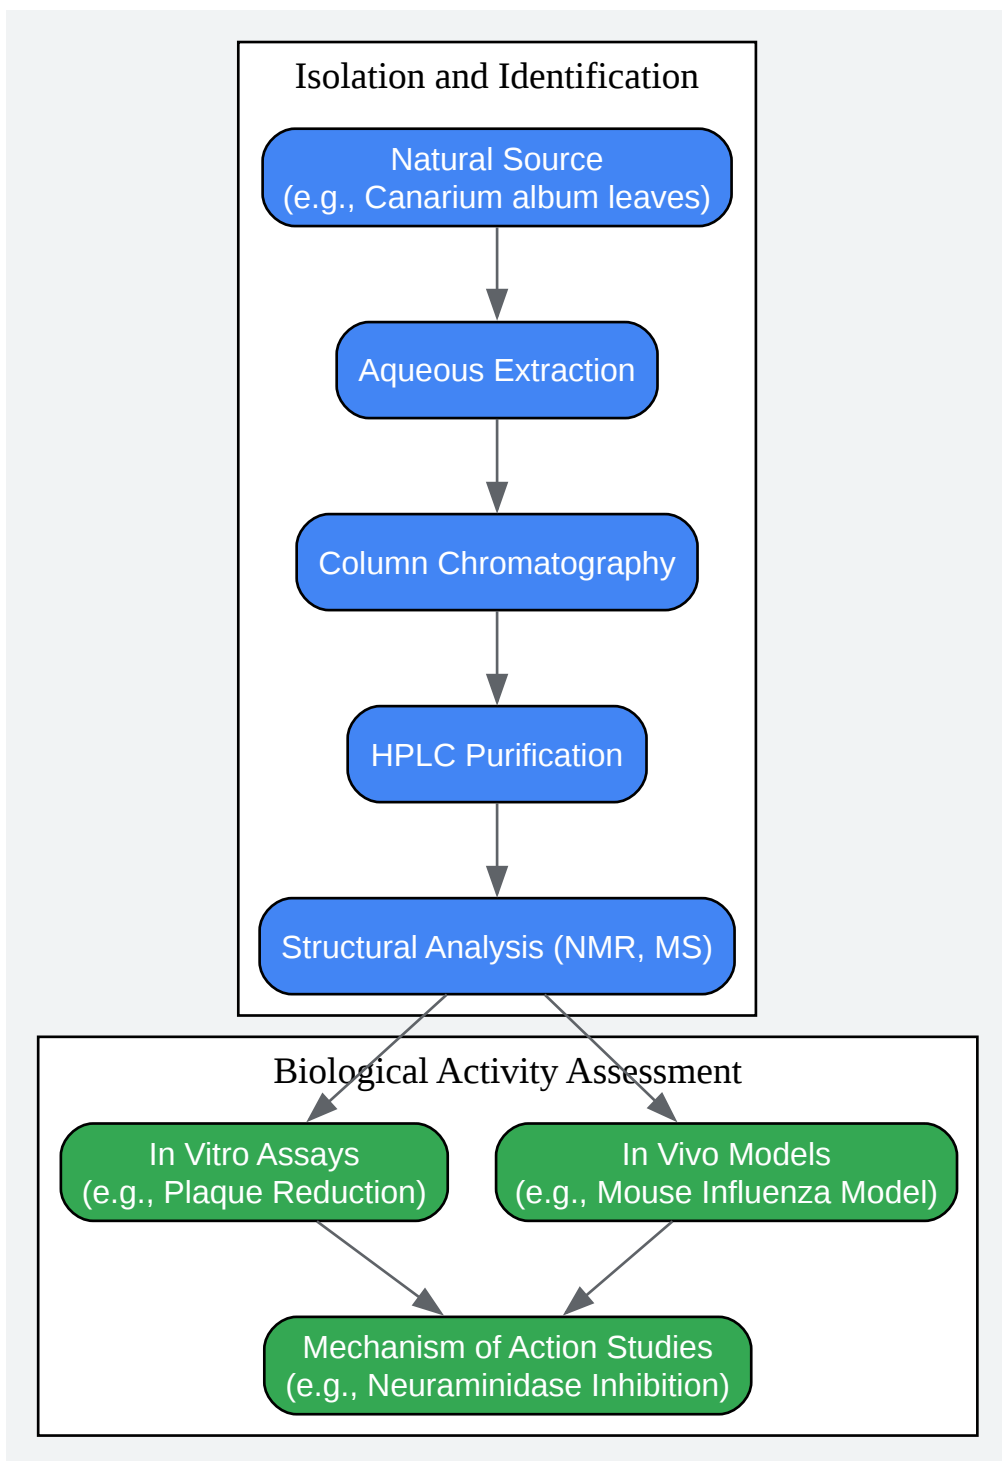 Isolation and Identification
Natural Source
(e.g., Canarium album leaves)
Aqueous Extraction
Column Chromatography
HPLC Purification
Structural Analysis (NMR, MS)
Biological Activity Assessment
In Vitro Assays
(e.g., Plaque Reduction)
In Vivo Models
(e.g., Mouse Influenza Model)
Mechanism of Action Studies
(e.g., Neuraminidase Inhibition)